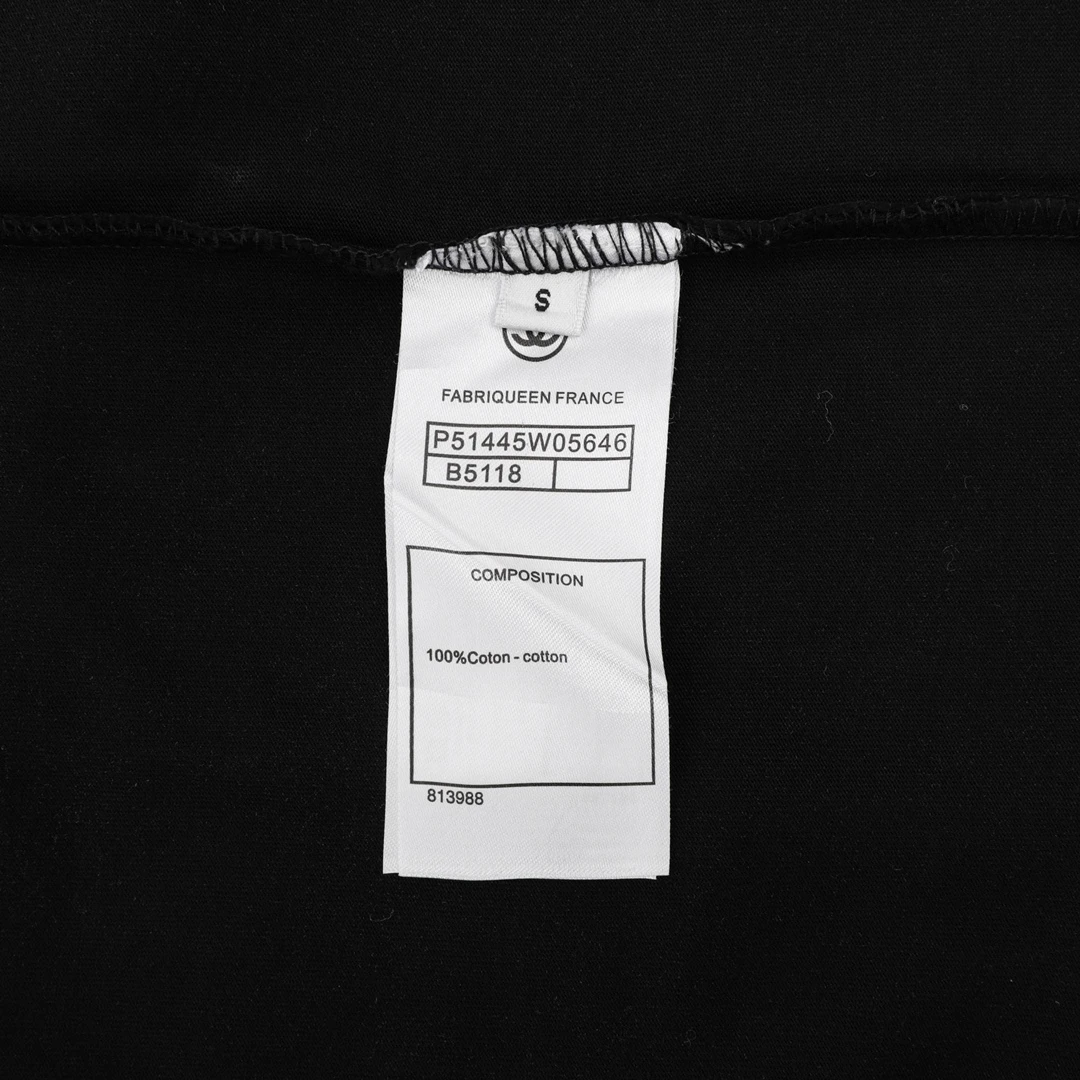 S
FABRIQUEEN FRANCE
P51445W05646
B5118
COMPOSITION
100%Coton - cotton
813988